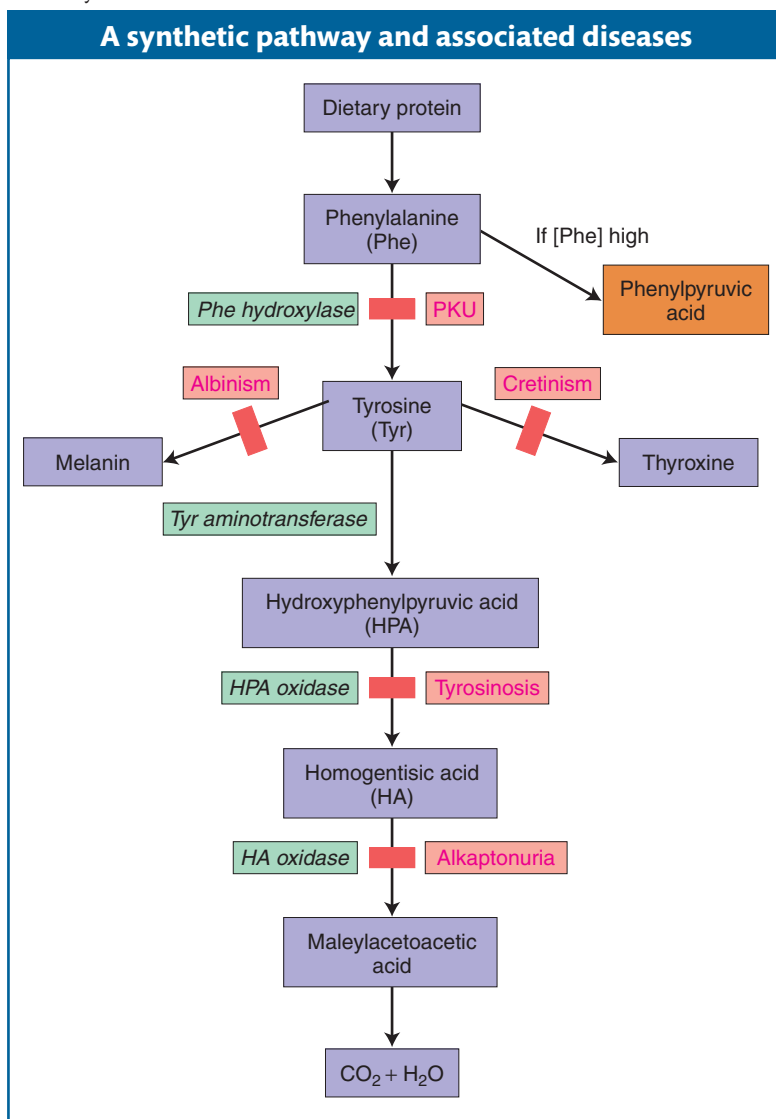 A synthetic pathway and associated diseases
Dietary protein
Phenylalanine
(Phe)
If [Phe] high
Phenylpyruvic
acid
Phe hydroxylase
PKU
Albinism
Cretinism
Tyrosine
(Tyr)
Melanin
Thyroxine
Tyr aminotransferase
Hydroxyphenylpyruvic acid
(HPA)
HPA oxidase
Tyrosinosis
Homogentisic acid
(HA)
HA oxidase
Alkaptonuria
Maleylacetoacetic
acid
CO₂ + H₂O